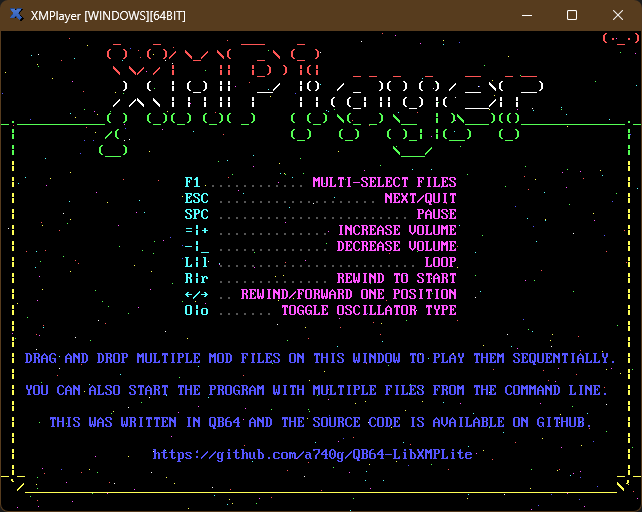 XMPlayer [WINDOWS][64BIT]
XMPlayer
F1 ............. MULTI-SELECT FILES
ESC ...................... NEXT/QUIT
SPC .......................... PAUSE
=|+ ................ INCREASE VOLUME
-|_ ................ DECREASE VOLUME
L|l ........................... LOOP
R|r ................ REWIND TO START
←/→ .. REWIND/FORWARD ONE POSITION
O|o ......... TOGGLE OSCILLATOR TYPE
DRAG AND DROP MULTIPLE MOD FILES ON THIS WINDOW TO PLAY THEM SEQUENTIALLY.
YOU CAN ALSO START THE PROGRAM WITH MULTIPLE FILES FROM THE COMMAND LINE.
THIS WAS WRITTEN IN QB64 AND THE SOURCE CODE IS AVAILABLE ON GITHUB.
https://github.com/a740g/QB64-LibXMPLite